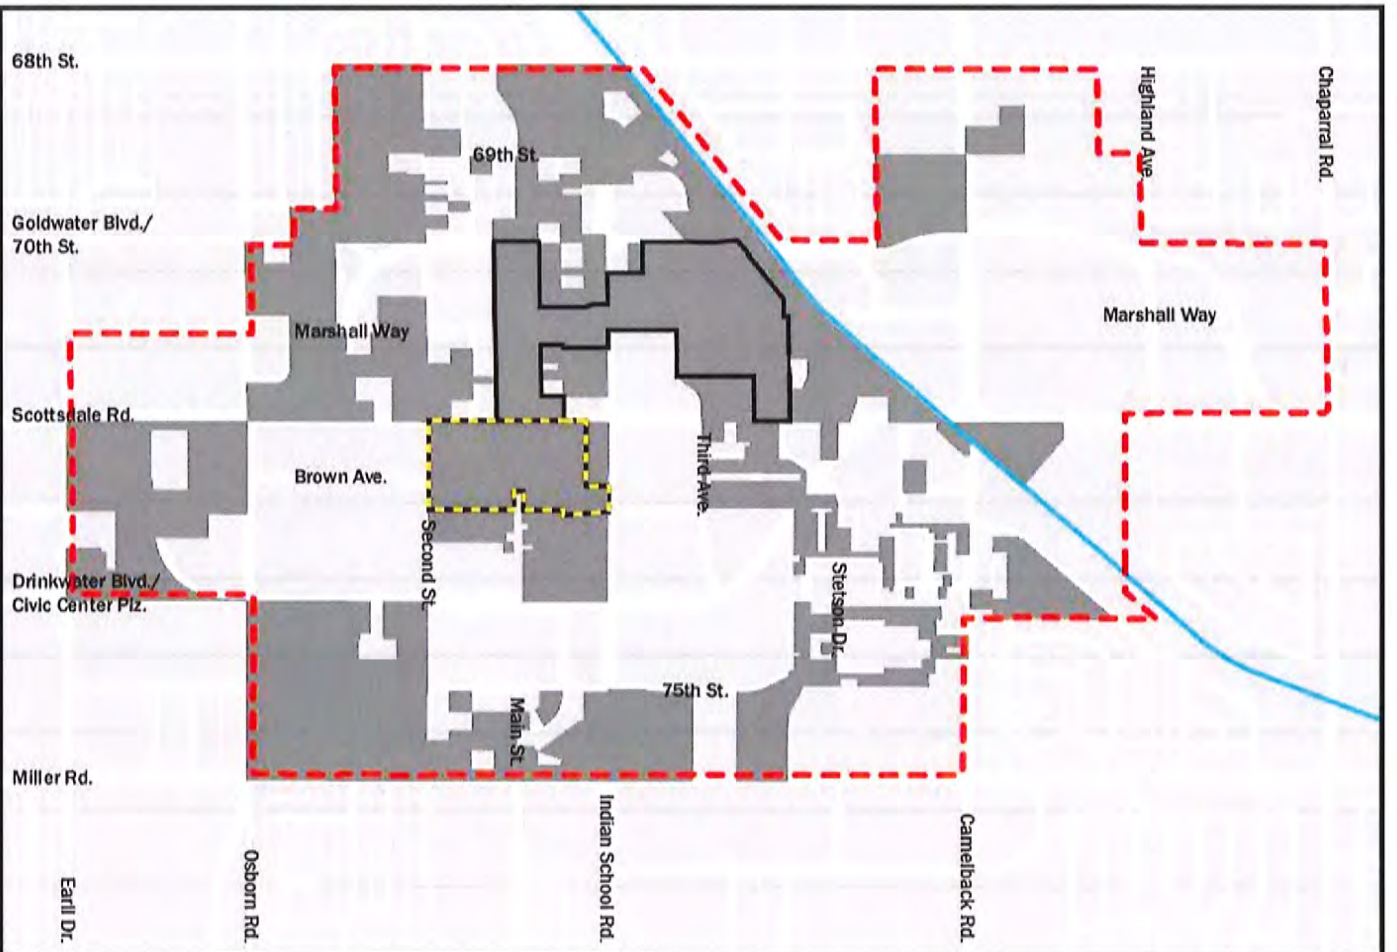 68th St.
Highland Ave.
Chaparral Rd.
69th St.
Goldwater Blvd./
70th St.
Marshall Way
Marshall Way
Scottsdale Rd.
Third Ave.
Brown Ave.
Second St.
Stetson Dr.
Drinkwater Blvd./
Civic Center Plz.
75th St.
Main St.
Miller Rd.
Indian School Rd.
Camelback Rd.
Osborn Rd.
Earll Dr.